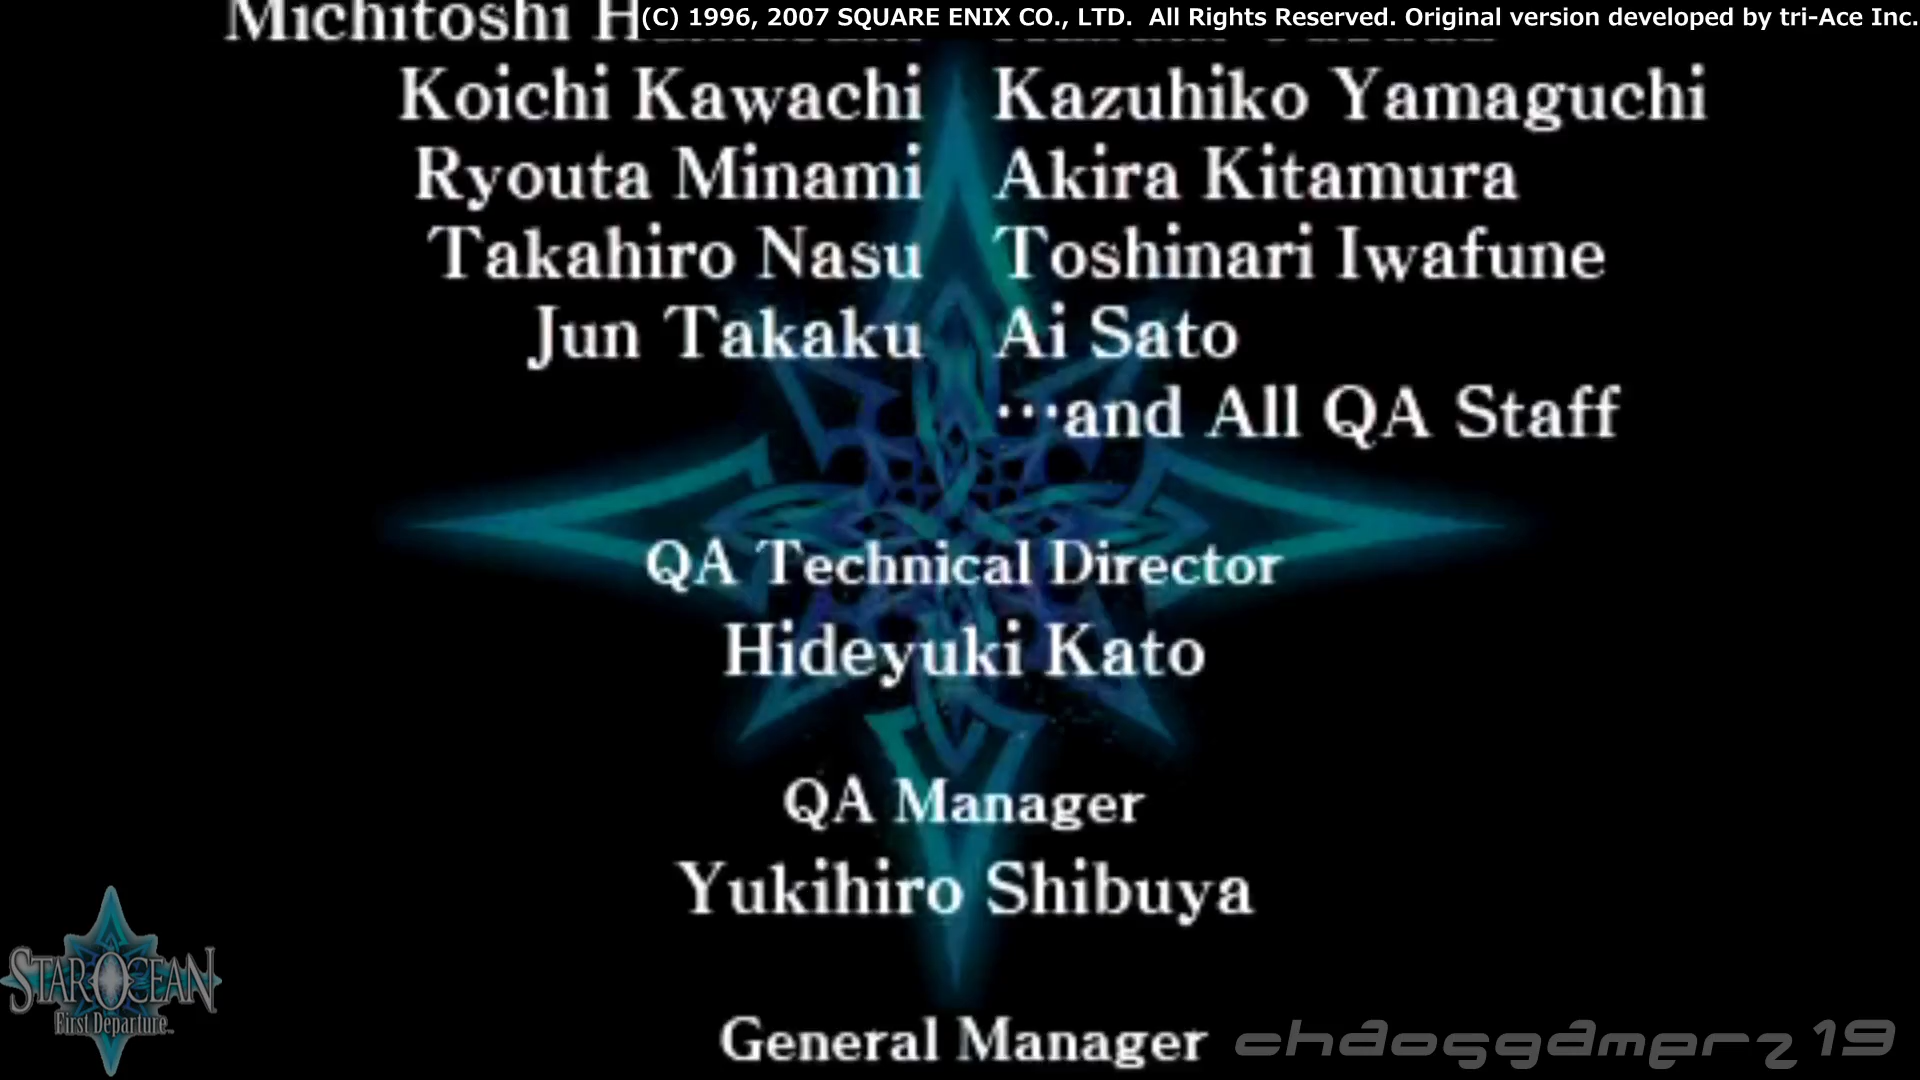 (C) 1996, 2007 SQUARE ENIX CO., LTD. All Rights Reserved. Original version developed by tri-Ace Inc.
Michitoshi
Koichi Kawachi Kazuhiko Yamaguchi
Ryouta Minami Akira Kitamura
Takahiro Nasu Toshinari Iwafune
Jun Takaku Ai Sato
…and All QA Staff
QA Technical Director
Hideyuki Kato
QA Manager
Yukihiro Shibuya
General Manager
STAR OCEAN
First Departure
chaosgamerz19